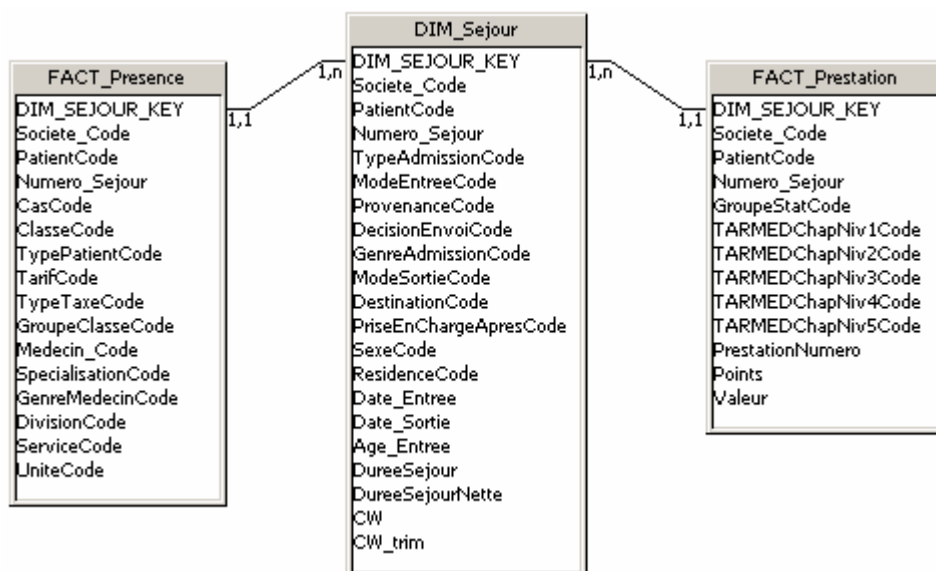 FACT_Presence
DIM_SEJOUR_KEY
Societe_Code
PatientCode
Numero_Sejour
CasCode
ClasseCode
TypePatientCode
TarifCode
TypeTaxeCode
GroupeClasseCode
Medecin_Code
SpecialisationCode
GenreMedecinCode
DivisionCode
ServiceCode
UniteCode
1,1
1,n
DIM_Sejour
DIM_SEJOUR_KEY
Societe_Code
PatientCode
Numero_Sejour
TypeAdmissionCode
ModeEntreeCode
ProvenanceCode
DecisionEnvoiCode
GenreAdmissionCode
ModeSortieCode
DestinationCode
PriseEnChargeApresCode
SexeCode
ResidenceCode
Date_Entree
Date_Sortie
Age_Entree
DureeSejour
DureeSejourNette
CW
CW_trim
1,n
1,1
FACT_Prestation
DIM_SEJOUR_KEY
Societe_Code
PatientCode
Numero_Sejour
GroupeStatCode
TARMEDChapNiv1Code
TARMEDChapNiv2Code
TARMEDChapNiv3Code
TARMEDChapNiv4Code
TARMEDChapNiv5Code
PrestationNumero
Points
Valeur